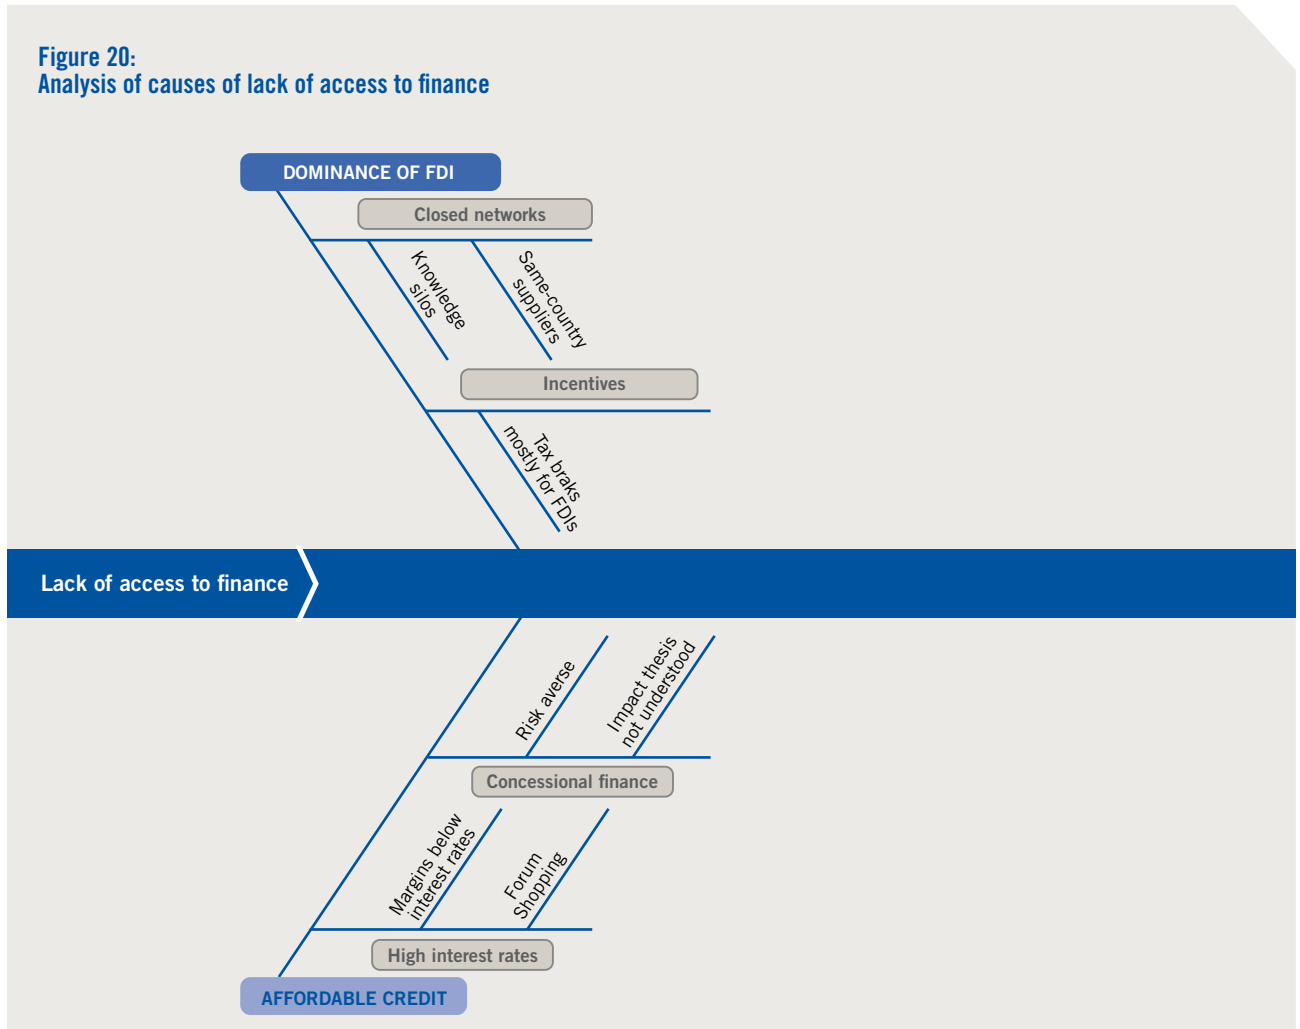 Figure 20:
Analysis of causes of lack of access to finance
DOMINANCE OF FDI
Closed networks
Knowledge
silos
Same-country
suppliers
Incentives
Tax braks
mostly for FDIs
Lack of access to finance
Risk averse
Impact thesis
not understood
Concessional finance
Margins below
interest rates
Forum
Shopping
High interest rates
AFFORDABLE CREDIT